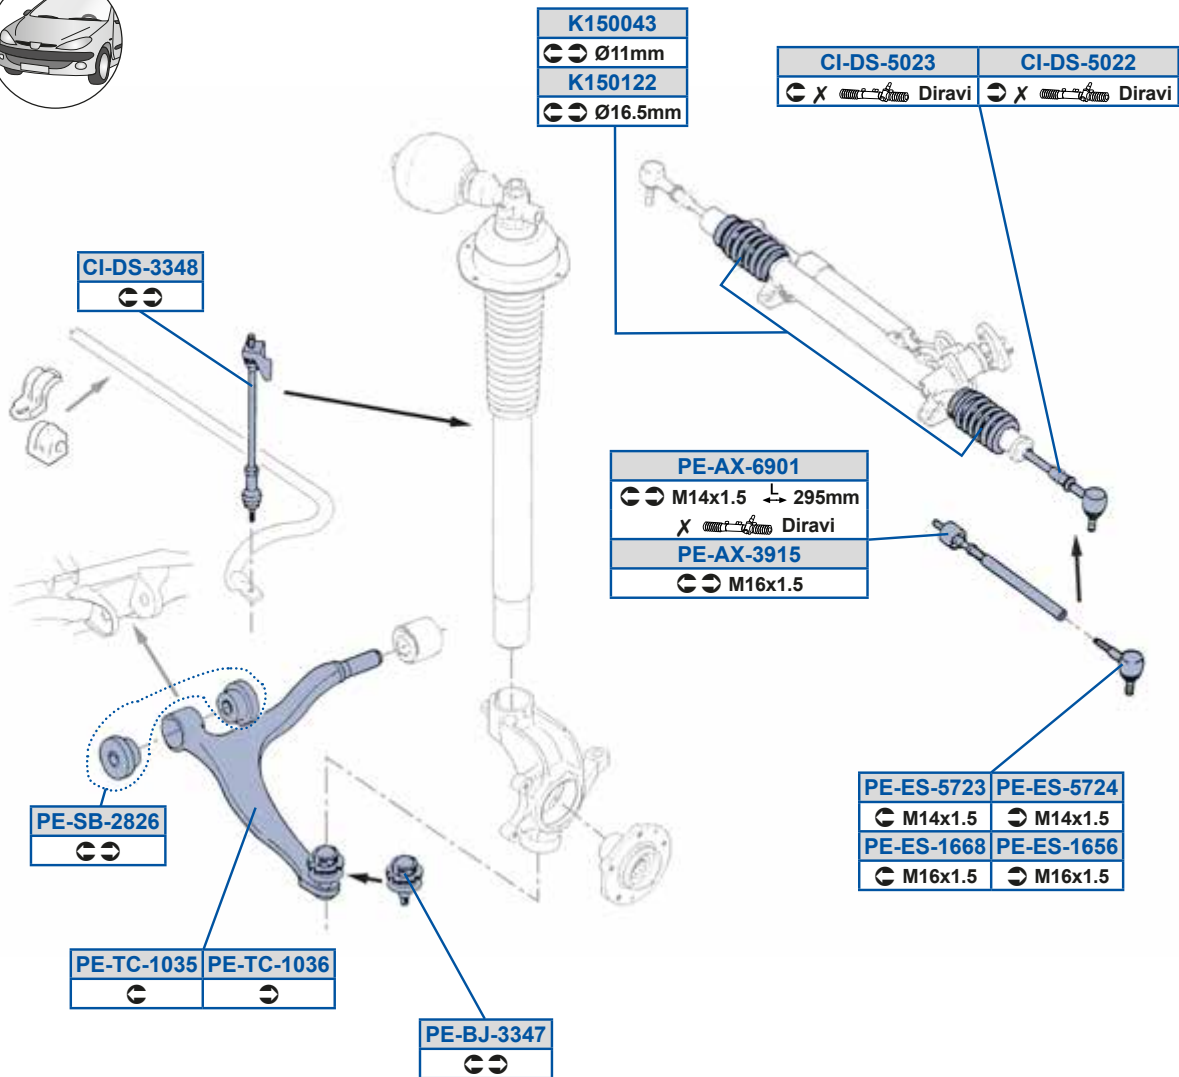 K150043
Ø11mm
K150122
Ø16.5mm
CI-DS-5023 CI-DS-5022
✗ Diravi ✗ Diravi
CI-DS-3348
PE-AX-6901
M14x1.5 L 295mm
✗ Diravi
PE-AX-3915
M16x1.5
PE-SB-2826
PE-ES-5723 PE-ES-5724
M14x1.5 M14x1.5
PE-ES-1668 PE-ES-1656
M16x1.5 M16x1.5
PE-TC-1035 PE-TC-1036
PE-BJ-3347